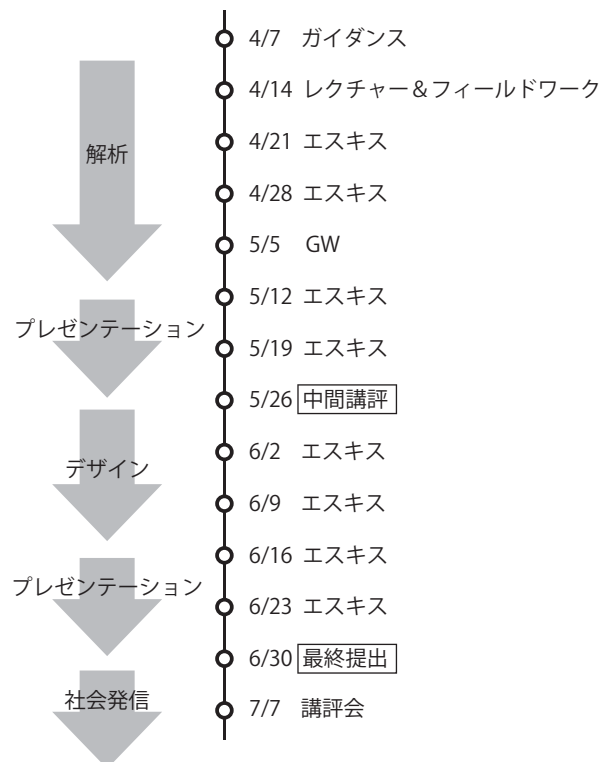 4/7 ガイダンス
4/14 レクチャー＆フィールドワーク
解析
4/21 エスキス
4/28 エスキス
5/5 GW
5/12 エスキス
プレゼンテーション
5/19 エスキス
5/26 中間講評
6/2 エスキス
デザイン
6/9 エスキス
6/16 エスキス
プレゼンテーション
6/23 エスキス
6/30 最終提出
社会発信
7/7 講評会